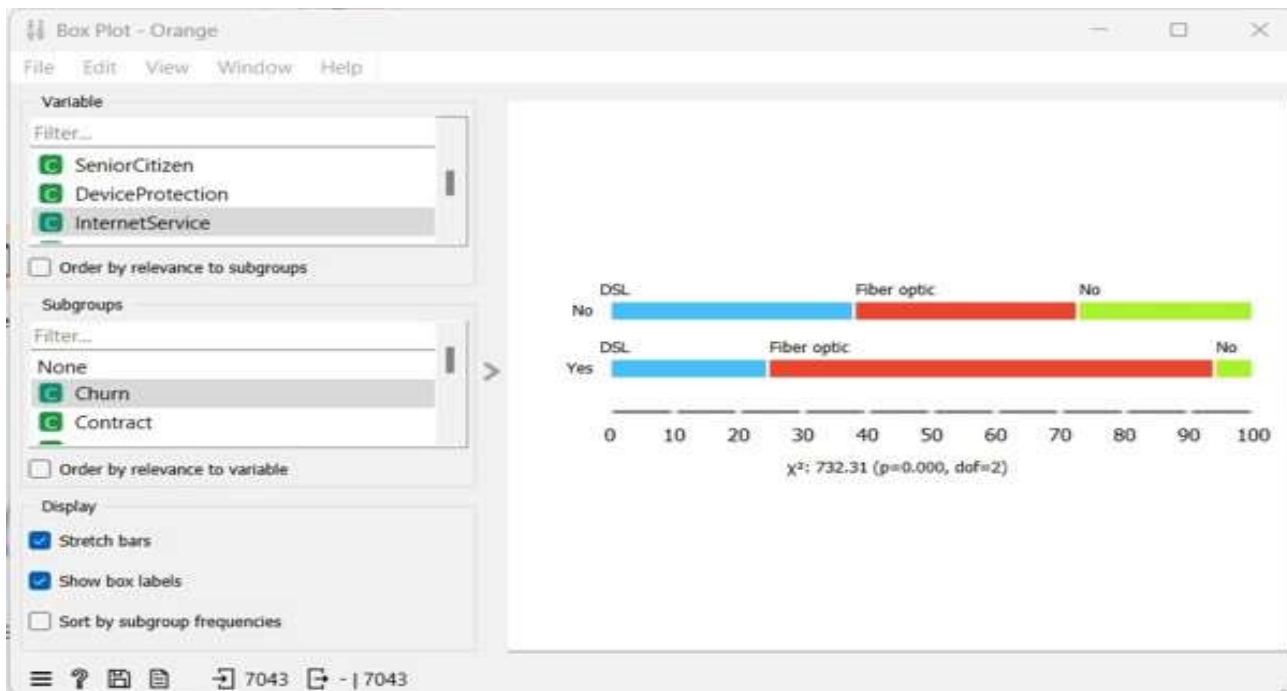 Box Plot - Orange
File Edit View Window Help
Variable
Filter...
SeniorCitizen
DeviceProtection
InternetService
Order by relevance to subgroups
Subgroups
Filter...
None
Churn
Contract
Order by relevance to variable
Display
Stretch bars
Show box labels
Sort by subgroup frequencies
7043 - | 7043
DSL Fiber optic No
No
DSL Fiber optic No
Yes
0 10 20 30 40 50 60 70 80 90 100
χ²: 732.31 (p=0.000, dof=2)